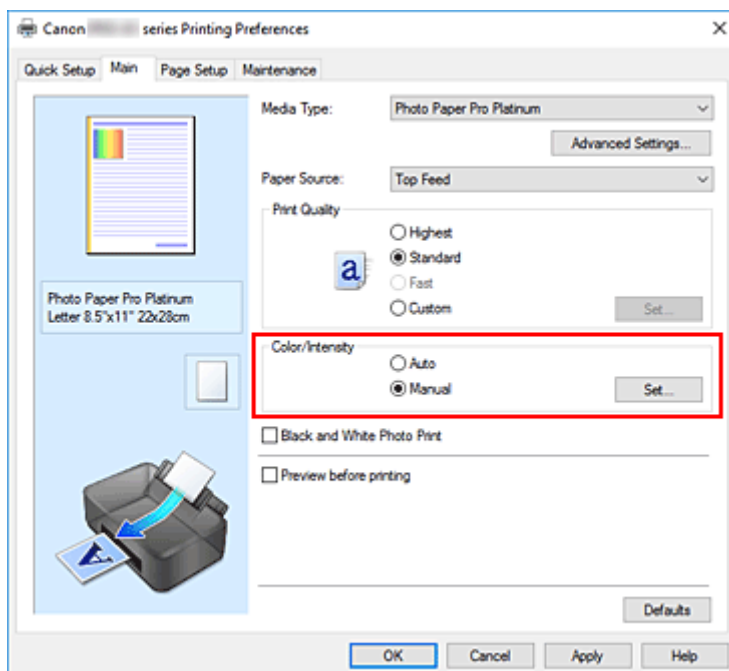 Canon series Printing Preferences
Quick Setup Main Page Setup Maintenance
Media Type: Photo Paper Pro Platinum
Advanced Settings...
Paper Source: Top Feed
Print Quality
Highest
a Standard
Fast
Custom Set...
Photo Paper Pro Platinum
Letter 8.5"x11" 22x28cm
Color/Intensity
Auto
Manual Set...
Black and White Photo Print
Preview before printing
A
Defaults
OK Cancel Apply Help